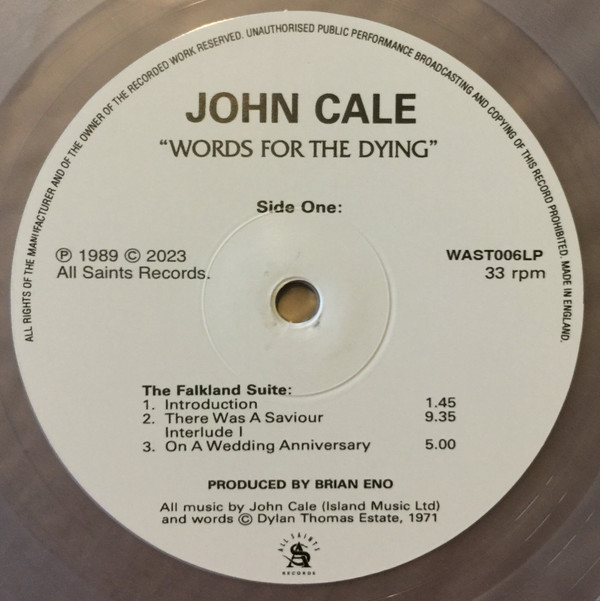 ALL RIGHTS OF THE MANUFACTURER AND OF THE OWNER OF THE RECORDED WORK RESERVED. UNAUTHORISED PUBLIC PERFORMANCE BROADCASTING AND COPYING OF THIS RECORD PROHIBITED. MADE IN ENGLAND.
JOHN CALE
“WORDS FOR THE DYING”
Side One:
℗ 1989 © 2023
All Saints Records.
WAST006LP
33 rpm
The Falkland Suite:
1. Introduction 1.45
2. There Was A Saviour 9.35
Interlude I
3. On A Wedding Anniversary 5.00
PRODUCED BY BRIAN ENO
All music by John Cale (Island Music Ltd)
and words © Dylan Thomas Estate, 1971
ALL SAINTS
AS
RECORDS